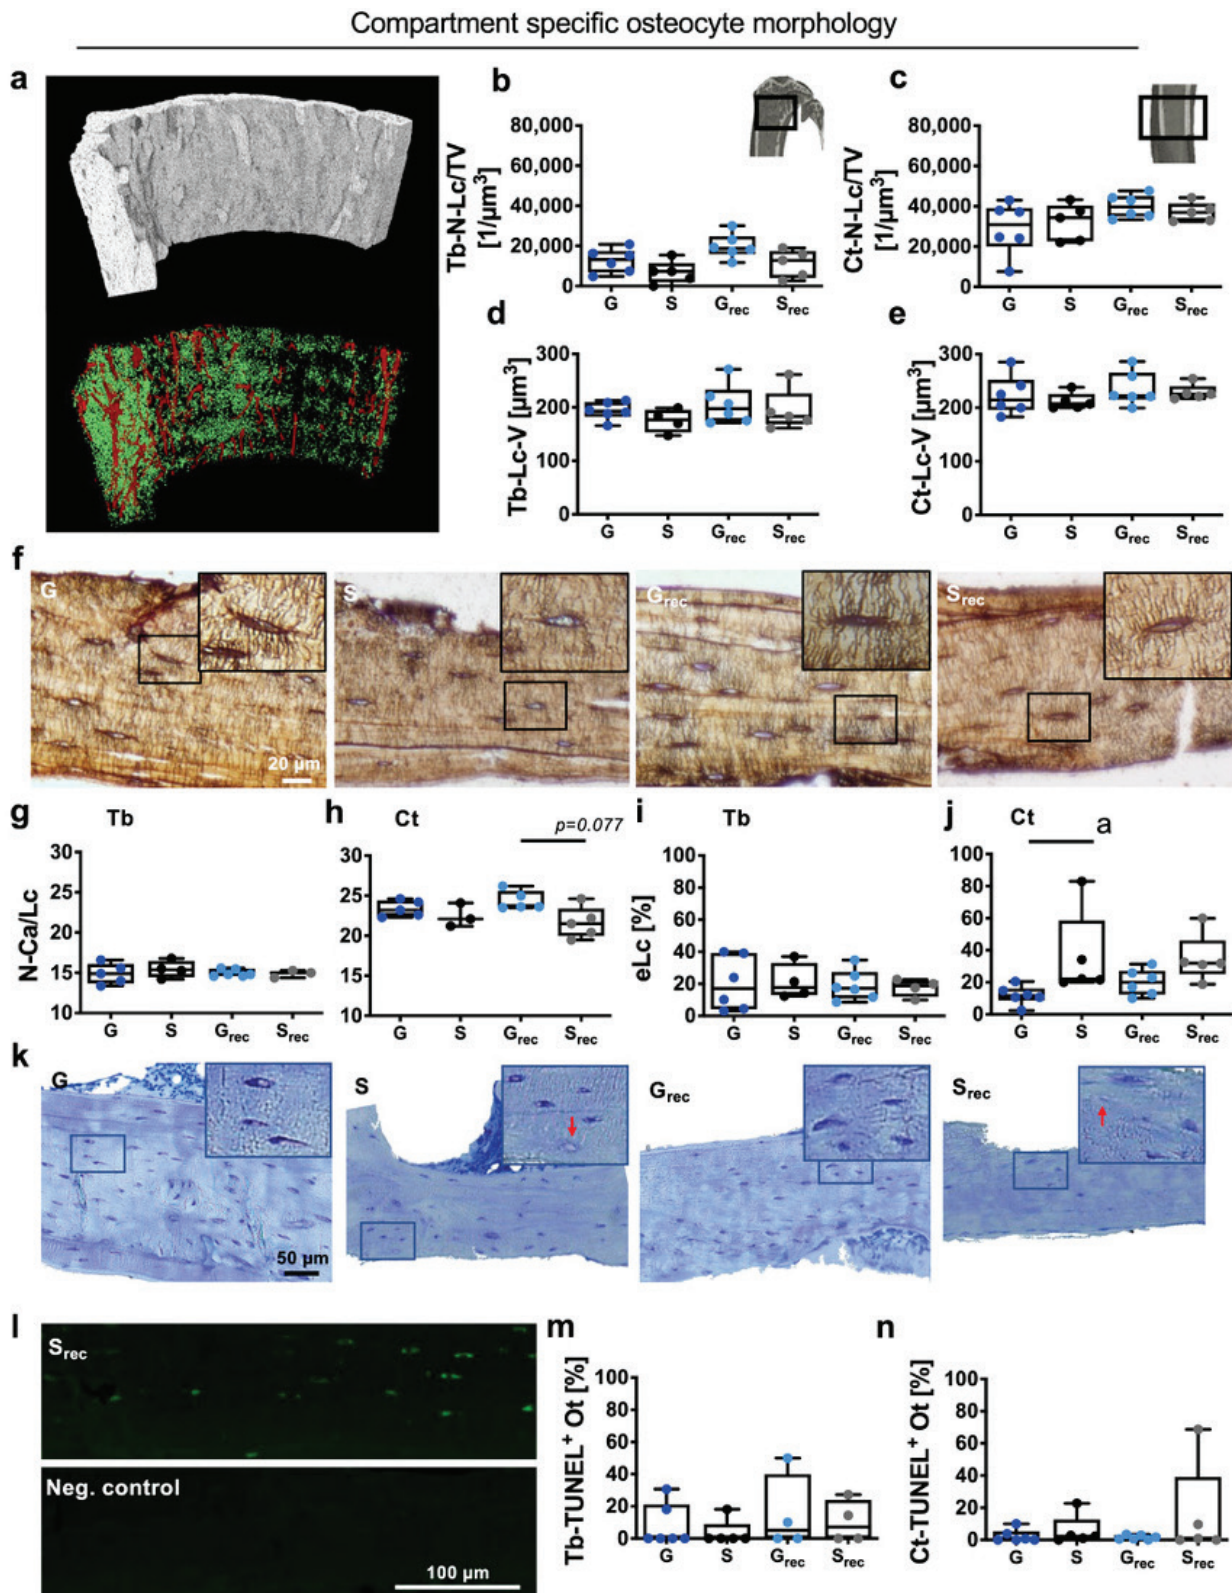 Compartment specific osteocyte morphology
a
b
Tb-N-Lc/TV
[1/µm³]
80,000
60,000
40,000
20,000
0
G
S
Grec
Srec
c
Ct-N-Lc/TV
[1/µm³]
80,000
60,000
40,000
20,000
0
G
S
Grec
Srec
d
Tb-Lc-V [µm³]
300
200
100
0
G
S
Grec
Srec
e
Ct-Lc-V [µm³]
300
200
100
0
G
S
Grec
Srec
f
G
20 µm
S
Grec
Srec
g
Tb
N-Ca/Lc
30
25
20
15
10
G
S
Grec
Srec
h
Ct
p=0.077
30
25
20
15
10
G
S
Grec
Srec
i
Tb
eLc [%]
100
80
60
40
20
0
G
S
Grec
Srec
j
Ct
a
100
80
60
40
20
0
G
S
Grec
Srec
k
G
50 µm
S
Grec
Srec
l
Srec
Neg. control
100 µm
m
Tb-TUNEL⁺ Ot [%]
100
80
60
40
20
0
G
S
Grec
Srec
n
Ct-TUNEL⁺ Ot [%]
100
80
60
40
20
0
G
S
Grec
Srec